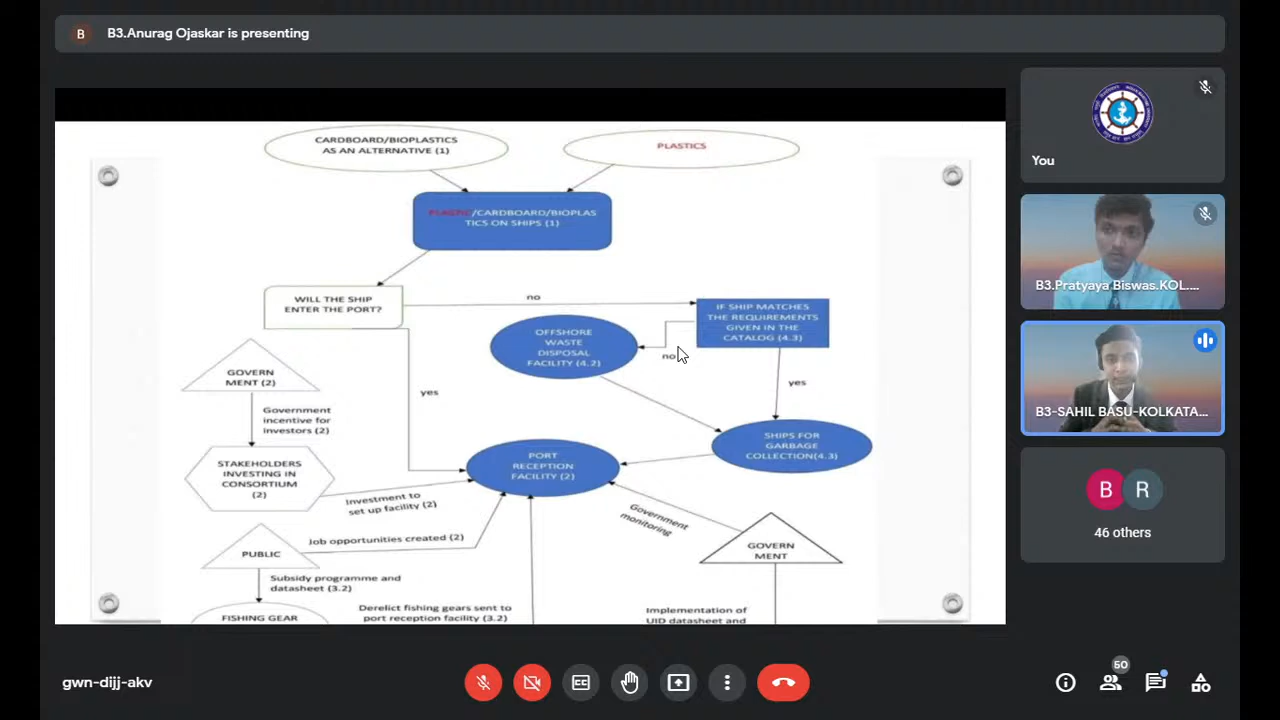 B
B3.Anurag Ojaskar is presenting
CARDBOARD/BIOPLASTICS
AS AN ALTERNATIVE (1)
PLASTICS
PLASTIC/CARDBOARD/BIOPLAS
TICS ON SHIPS (1)
WILL THE SHIP
ENTER THE PORT?
no
IF SHIP MATCHES
THE REQUIREMENTS
GIVEN IN THE
CATALOG (4.3)
OFFSHORE
WASTE
DISPOSAL
FACILITY (4.2)
no
yes
yes
GOVERN
MENT (2)
Government
incentive for
investors (2)
STAKEHOLDERS
INVESTING IN
CONSORTIUM
(2)
PORT
RECEPTION
FACILITY (2)
SHIPS FOR
GARBAGE
COLLECTION(4.3)
Investment to
set up facility (2)
Government
monitoring
Job opportunities created (2)
PUBLIC
GOVERN
MENT
Subsidy programme and
datasheet (3.2)
FISHING GEAR
Derelict fishing gears sent to
port reception facility (3.2)
Implementation of
UID datasheet and
You
B3.Pratyaya Biswas.KOL....
B3-SAHIL BASU-KOLKATA...
B
R
46 others
gwn-dijj-akv
50